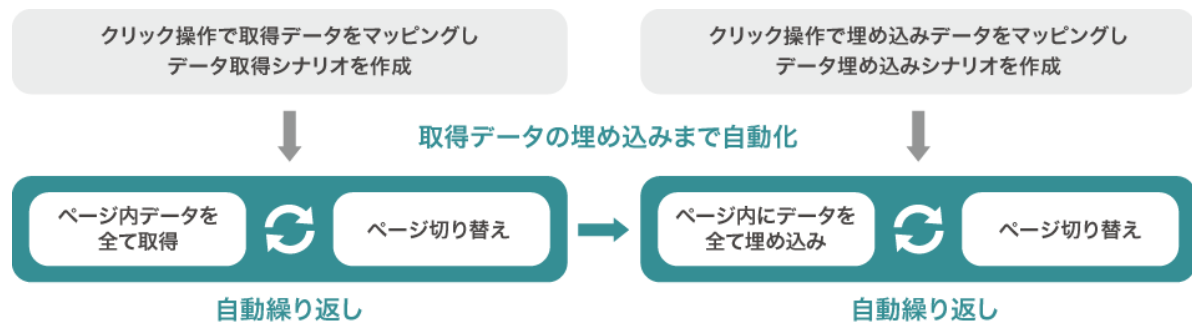 クリック操作で取得データをマッピングし
データ取得シナリオを作成
クリック操作で埋め込みデータをマッピングし
データ埋め込みシナリオを作成
取得データの埋め込みまで自動化
ページ内データを
全て取得
ページ切り替え
ページ内にデータを
全て埋め込み
ページ切り替え
自動繰り返し
自動繰り返し